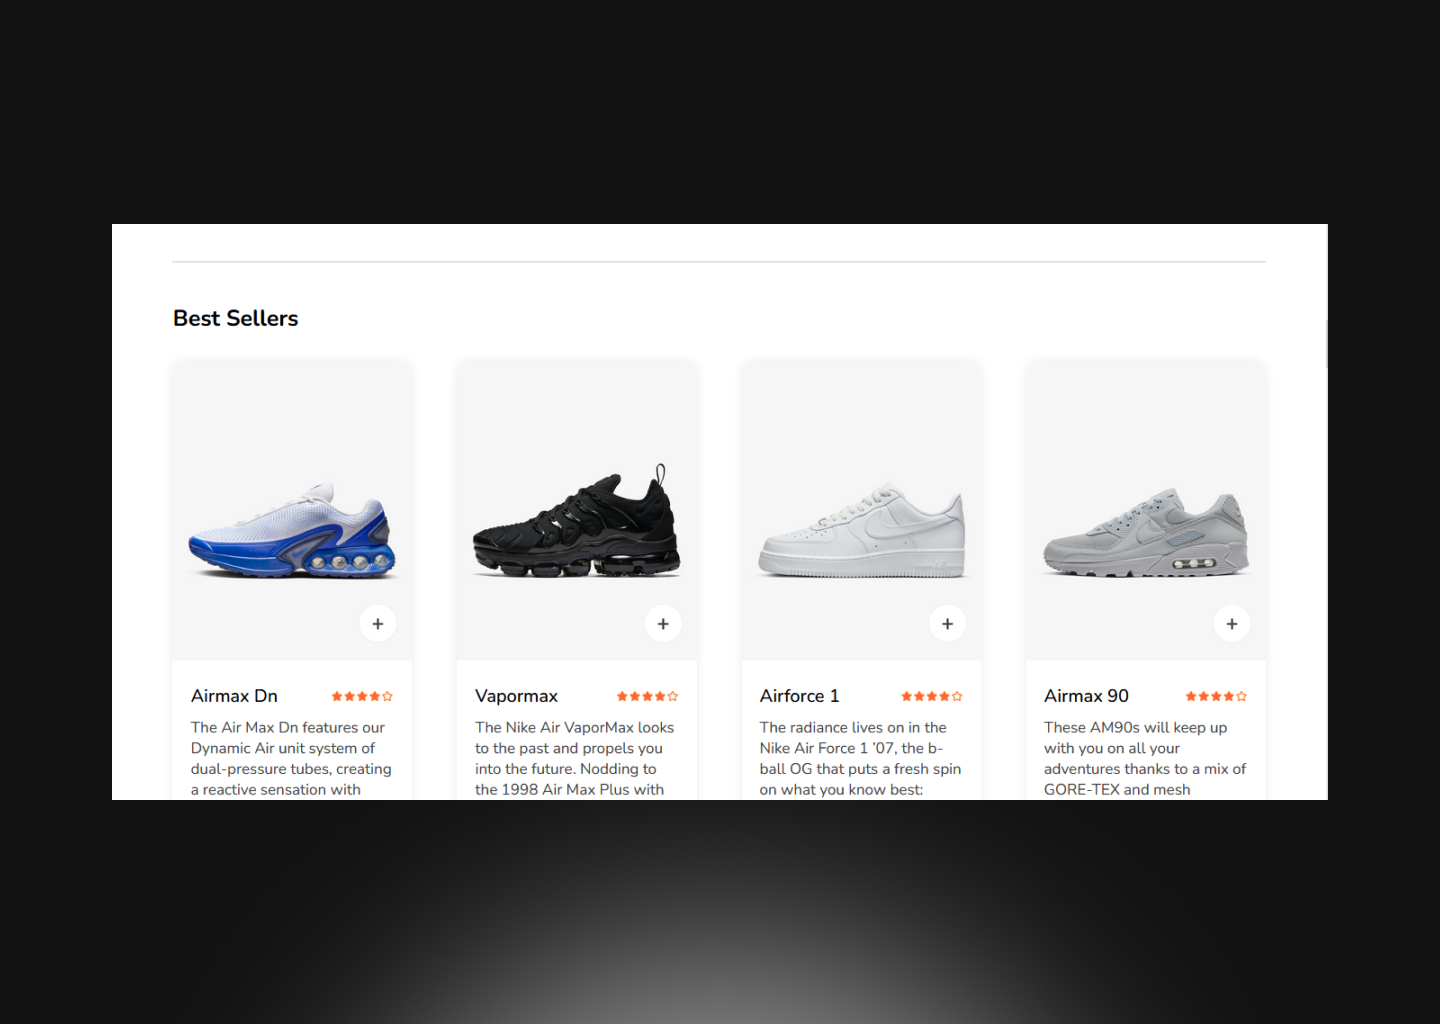 Best Sellers
Airmax Dn
The Air Max Dn features our
Dynamic Air unit system of
dual-pressure tubes, creating
a reactive sensation with
Vapormax
The Nike Air VaporMax looks
to the past and propels you
into the future. Nodding to
the 1998 Air Max Plus with
Airforce 1
The radiance lives on in the
Nike Air Force 1 ’07, the b-
ball OG that puts a fresh spin
on what you know best:
Airmax 90
These AM90s will keep up
with you on all your
adventures thanks to a mix of
GORE-TEX and mesh